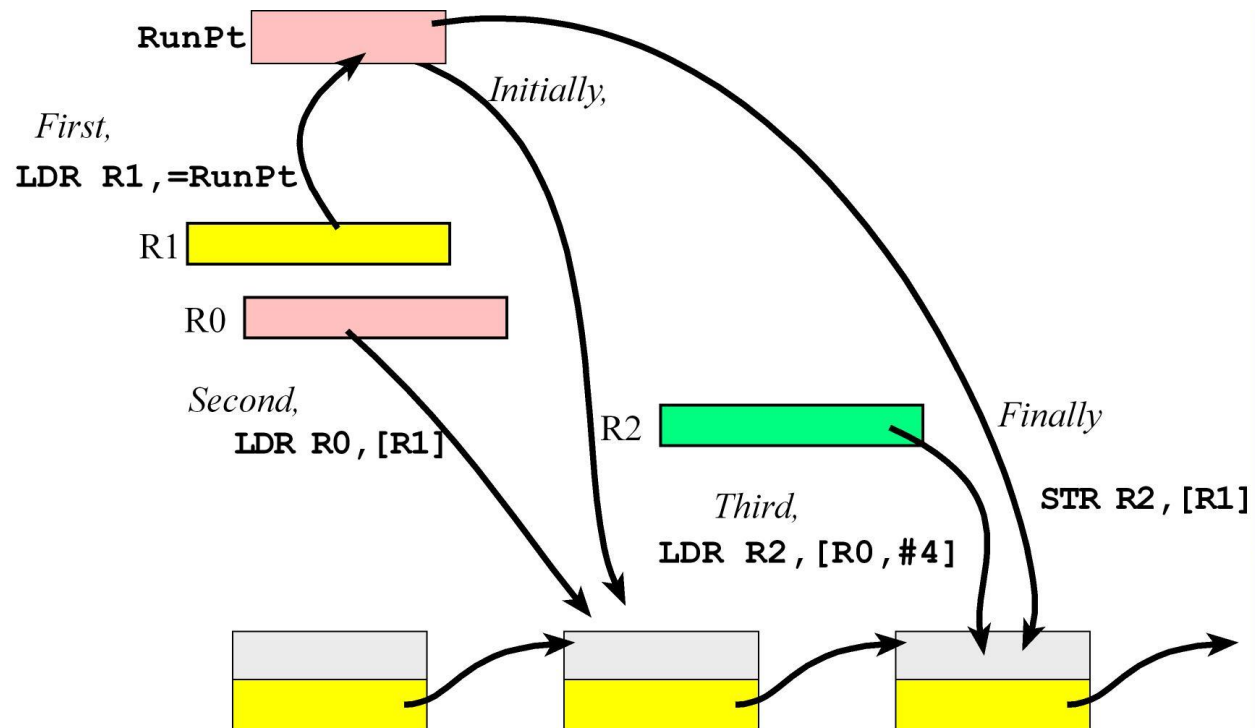 RunPt
Initially,
First,
LDR R1,=RunPt
R1
R0
Second,
LDR R0,[R1]
R2
Finally
STR R2,[R1]
Third,
LDR R2,[R0,#4]